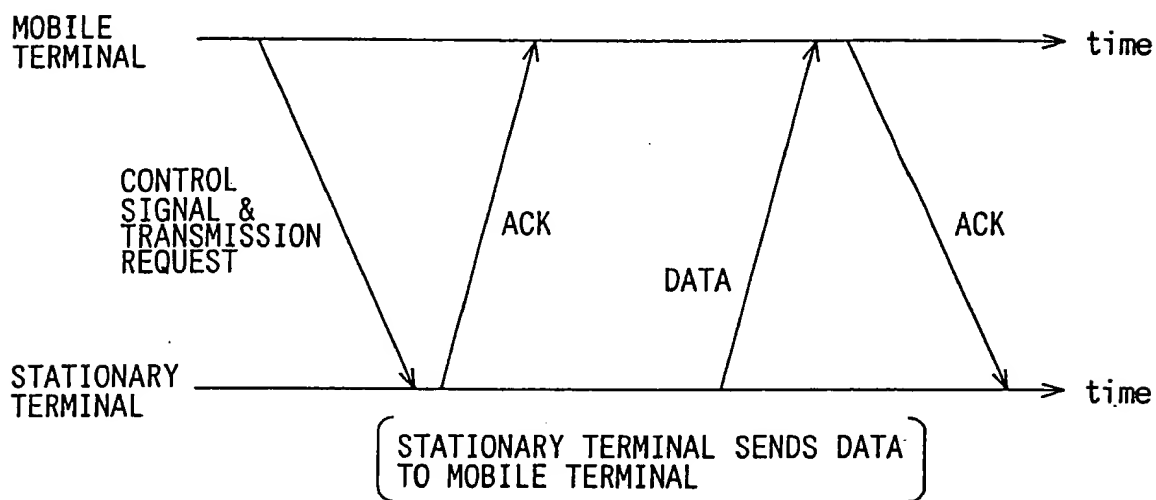 MOBILE
TERMINAL
time
CONTROL
SIGNAL &
TRANSMISSION
REQUEST
ACK
DATA
ACK
STATIONARY
TERMINAL
time
STATIONARY TERMINAL SENDS DATA
TO MOBILE TERMINAL